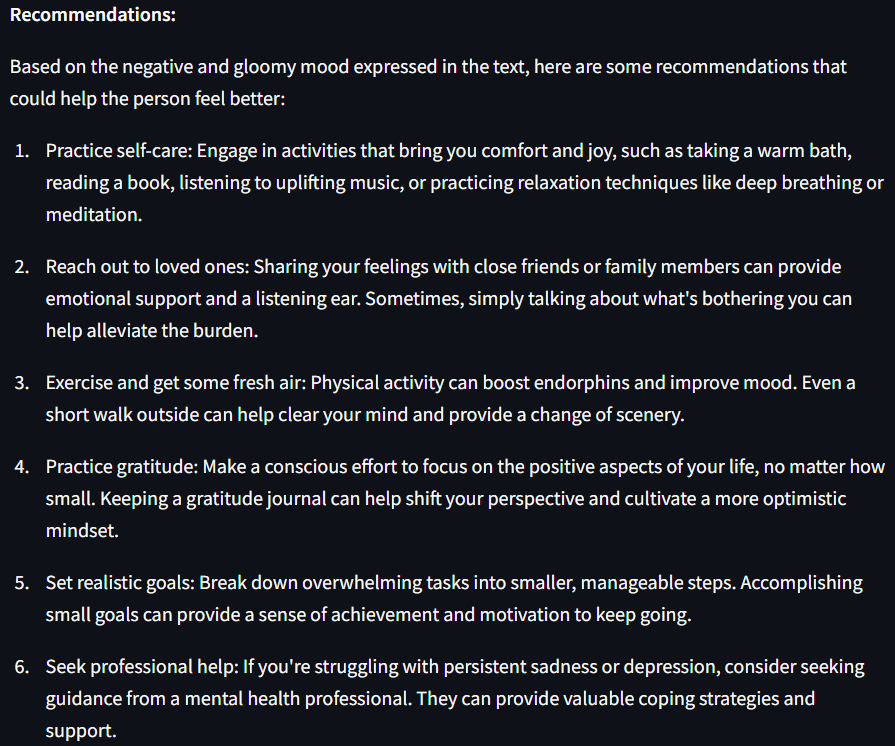 Recommendations:
Based on the negative and gloomy mood expressed in the text, here are some recommendations that
could help the person feel better:
1. Practice self-care: Engage in activities that bring you comfort and joy, such as taking a warm bath,
reading a book, listening to uplifting music, or practicing relaxation techniques like deep breathing or
meditation.
2. Reach out to loved ones: Sharing your feelings with close friends or family members can provide
emotional support and a listening ear. Sometimes, simply talking about what's bothering you can
help alleviate the burden.
3. Exercise and get some fresh air: Physical activity can boost endorphins and improve mood. Even a
short walk outside can help clear your mind and provide a change of scenery.
4. Practice gratitude: Make a conscious effort to focus on the positive aspects of your life, no matter how
small. Keeping a gratitude journal can help shift your perspective and cultivate a more optimistic
mindset.
5. Set realistic goals: Break down overwhelming tasks into smaller, manageable steps. Accomplishing
small goals can provide a sense of achievement and motivation to keep going.
6. Seek professional help: If you're struggling with persistent sadness or depression, consider seeking
guidance from a mental health professional. They can provide valuable coping strategies and
support.